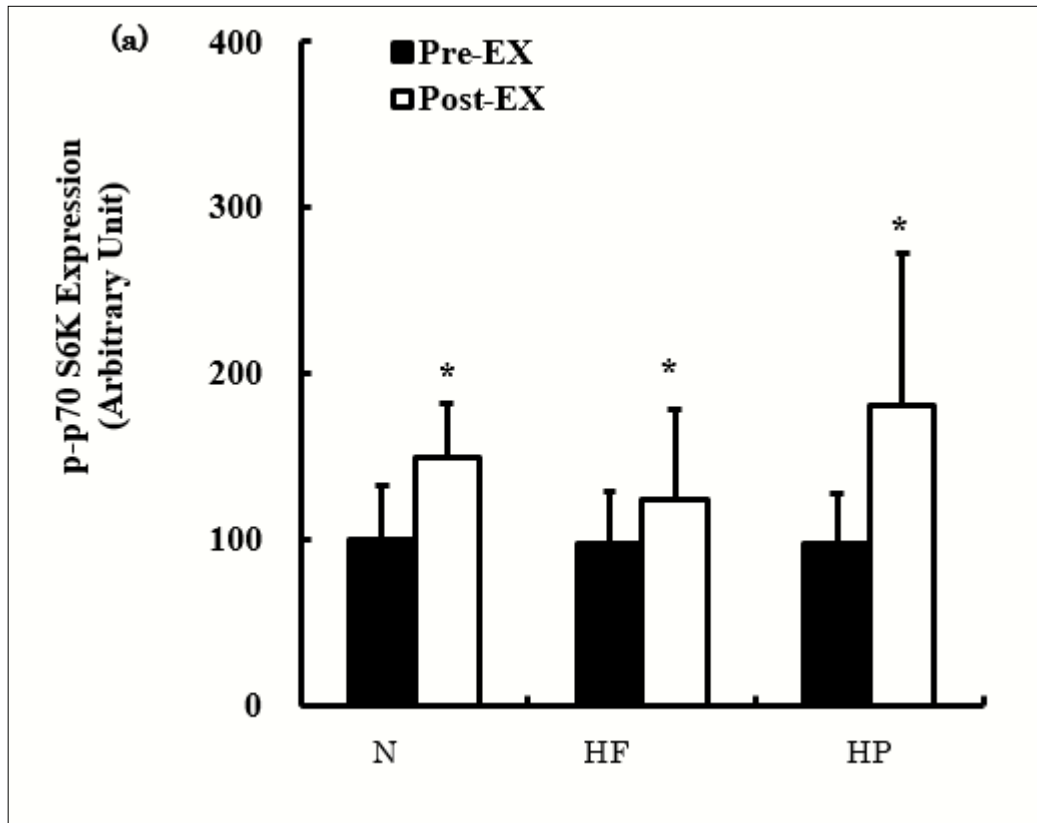 (a)
400
300
200
100
0
p-p70 S6K Expression
(Arbitrary Unit)
Pre-EX
Post-EX
*
*
*
N
HF
HP